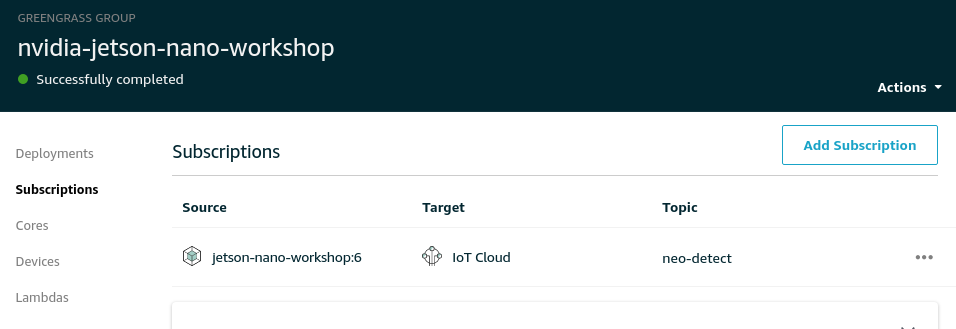 GREENGRASS GROUP
nvidia-jetson-nano-workshop
Successfully completed
Actions
Deployments
Subscriptions
Cores
Devices
Lambdas
Subscriptions
Add Subscription
Source Target Topic
jetson-nano-workshop:6 IoT Cloud neo-detect